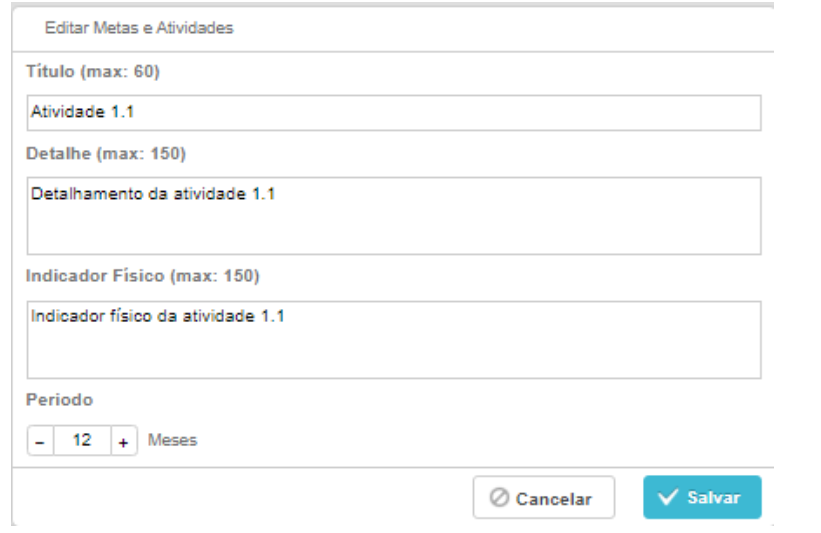 Editar Metas e Atividades
Título (max: 60)
Atividade 1.1
Detalhe (max: 150)
Detalhamento da atividade 1.1
Indicador Físico (max: 150)
Indicador físico da atividade 1.1
Periodo
- 12 + Meses
Cancelar Salvar